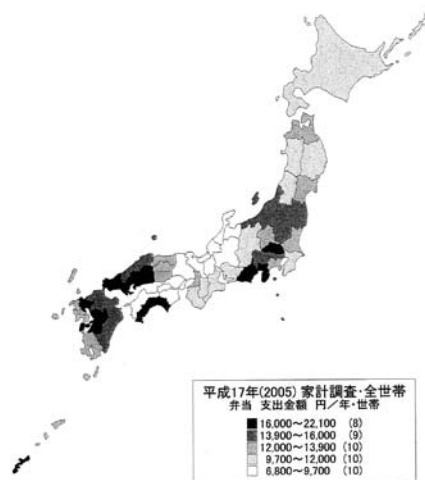 平成17年(2005) 家計調査・全世帯
弁当 支出金額 円／年・世帯
16,000～22,100 (8)
13,900～16,000 (9)
12,000～13,900 (10)
9,700～12,000 (10)
6,800～9,700 (10)